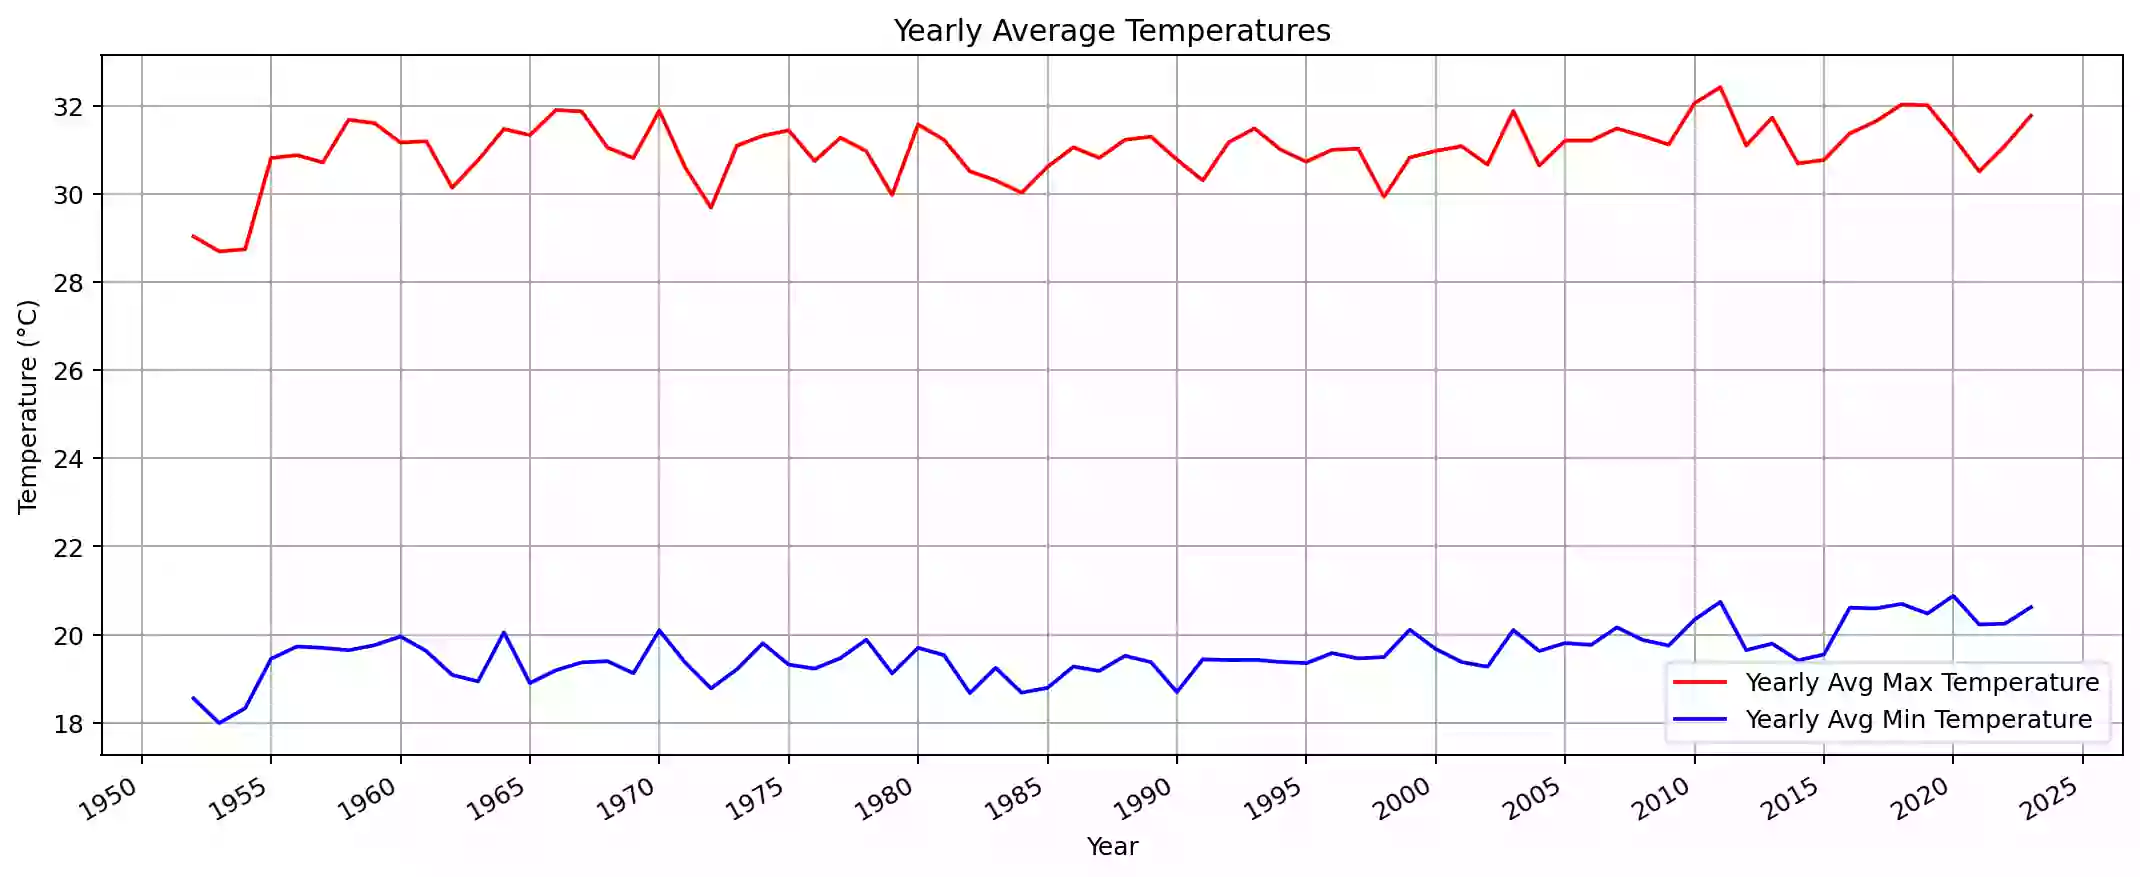 Yearly Average Temperatures
Temperature (°C)
32
30
28
26
24
22
20
18
Yearly Avg Max Temperature
Yearly Avg Min Temperature
1950 1955 1960 1965 1970 1975 1980 1985 1990 1995 2000 2005 2010 2015 2020 2025
Year